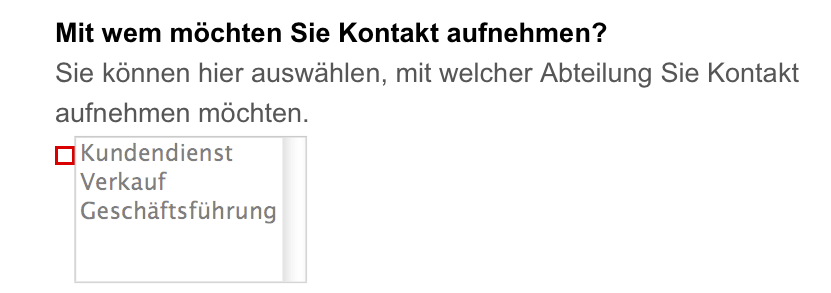 Mit wem möchten Sie Kontakt aufnehmen?
Sie können hier auswählen, mit welcher Abteilung Sie Kontakt
aufnehmen möchten.
Kundendienst
Verkauf
Geschäftsführung